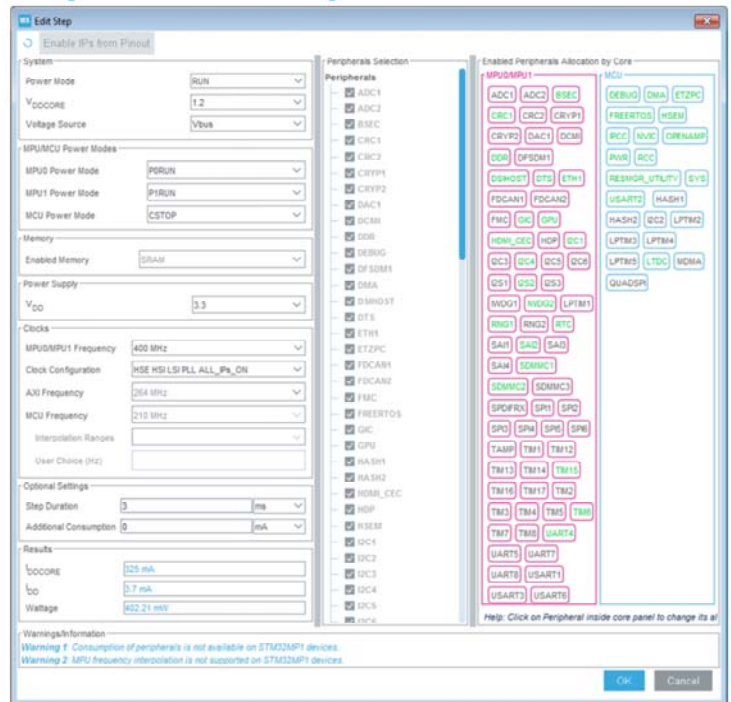 MX Edit Step
Enable IPs from Pinout
System
Power Mode RUN
VDDCORE 1.2
Voltage Source Vbus
MPU/MCU Power Modes
MPU0 Power Mode P0RUN
MPU1 Power Mode P1RUN
MCU Power Mode CSTOP
Memory
Enabled Memory SRAM
Power Supply
VDD 3.3
Clocks
MPU0/MPU1 Frequency 400 MHz
Clock Configuration HSE HSI LSI PLL ALL_IPs_ON
AXI Frequency 264 MHz
MCU Frequency 210 MHz
Interpolation Ranges
User Choice (Hz)
Optional Settings
Step Duration 3 ms
Additional Consumption 0 mA
Results
IDDCORE 325 mA
IDD 3.7 mA
Wattage 402.21 mW
Peripherals Selection
Peripherals
ADC1
ADC2
BSEC
CRC1
CRC2
CRYP1
CRYP2
DAC1
DCMI
DDR
DEBUG
DFSDM1
DMA
DSIHOST
DTS
ETH1
ETZPC
FDCAN1
FDCAN2
FMC
FREERTOS
GIC
GPU
HASH1
HASH2
HDMI_CEC
HDP
HSEM
I2C1
I2C2
I2C3
I2C4
I2C5
I2C6
Enabled Peripherals Allocation by Core
MPU0/MPU1
ADC1 ADC2 BSEC
CRC1 CRC2 CRYP1
CRYP2 DAC1 DCMI
DDR DFSDM1
DSIHOST DTS ETH1
FDCAN1 FDCAN2
FMC GIC GPU
HDMI_CEC HDP I2C1
I2C3 I2C4 I2C5 I2C6
I2S1 I2S2 I2S3
IWDG1 IWDG2 LPTIM1
RNG1 RNG2 RTC
SAI1 SAI2 SAI3
SAI4 SDMMC1
SDMMC2 SDMMC3
SPDIFRX SPI1 SPI2
SPI3 SPI4 SPI5 SPI6
TAMP TIM1 TIM12
TIM13 TIM14 TIM15
TIM16 TIM17 TIM2
TIM3 TIM4 TIM5 TIM6
TIM7 TIM8 UART4
UART5 UART7
UART8 USART1
USART3 USART6
MCU
DEBUG DMA ETZPC
FREERTOS HSEM
IPCC NVIC OPENAMP
PWR RCC
RESMGR_UTILITY SYS
USART2 HASH1
HASH2 I2C2 LPTIM2
LPTIM3 LPTIM4
LPTIM5 LTDC MDMA
QUADSPI
Help: Click on Peripheral inside core panel to change its al
Warnings/Information
Warning 1: Consumption of peripherals is not available on STM32MP1 devices.
Warning 2: MPU frequency interpolation is not supported on STM32MP1 devices.
OK Cancel